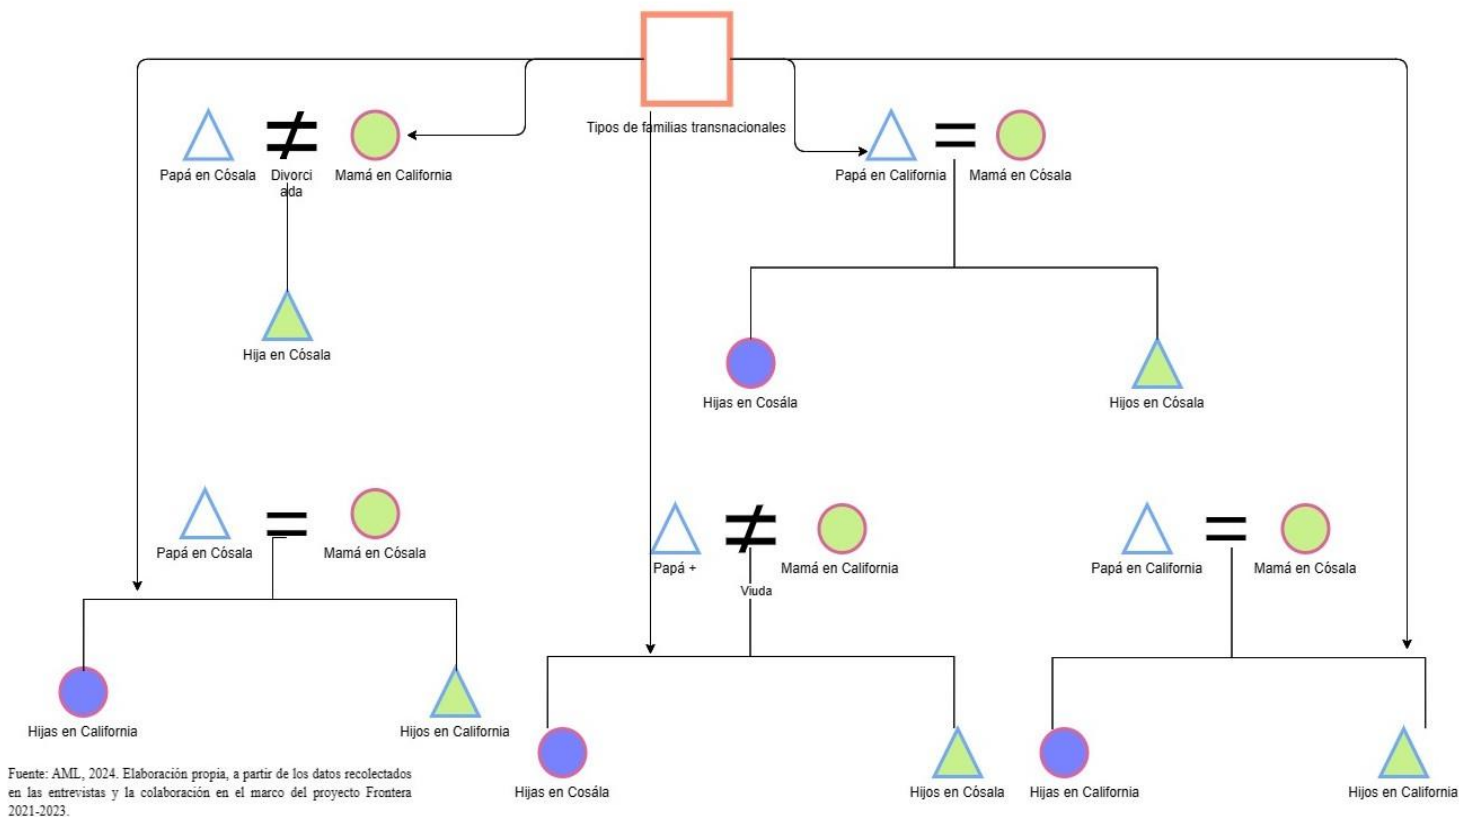 Tipos de familias transnacionales
Papá en Cósala
Divorci
ada
Mamá en California
Hija en Cósala
Papá en California
Mamá en Cósala
Hijas en Cosála
Hijos en Cósala
Papá en Cósala
Mamá en Cósala
Hijas en California
Hijos en California
Papá +
Viuda
Mamá en California
Hijas en Cosála
Hijos en Cósala
Papá en California
Mamá en Cósala
Hijas en California
Hijos en California
Fuente: AML, 2024. Elaboración propia, a partir de los datos recolectados
en las entrevistas y la colaboración en el marco del proyecto Frontera
2021-2023.